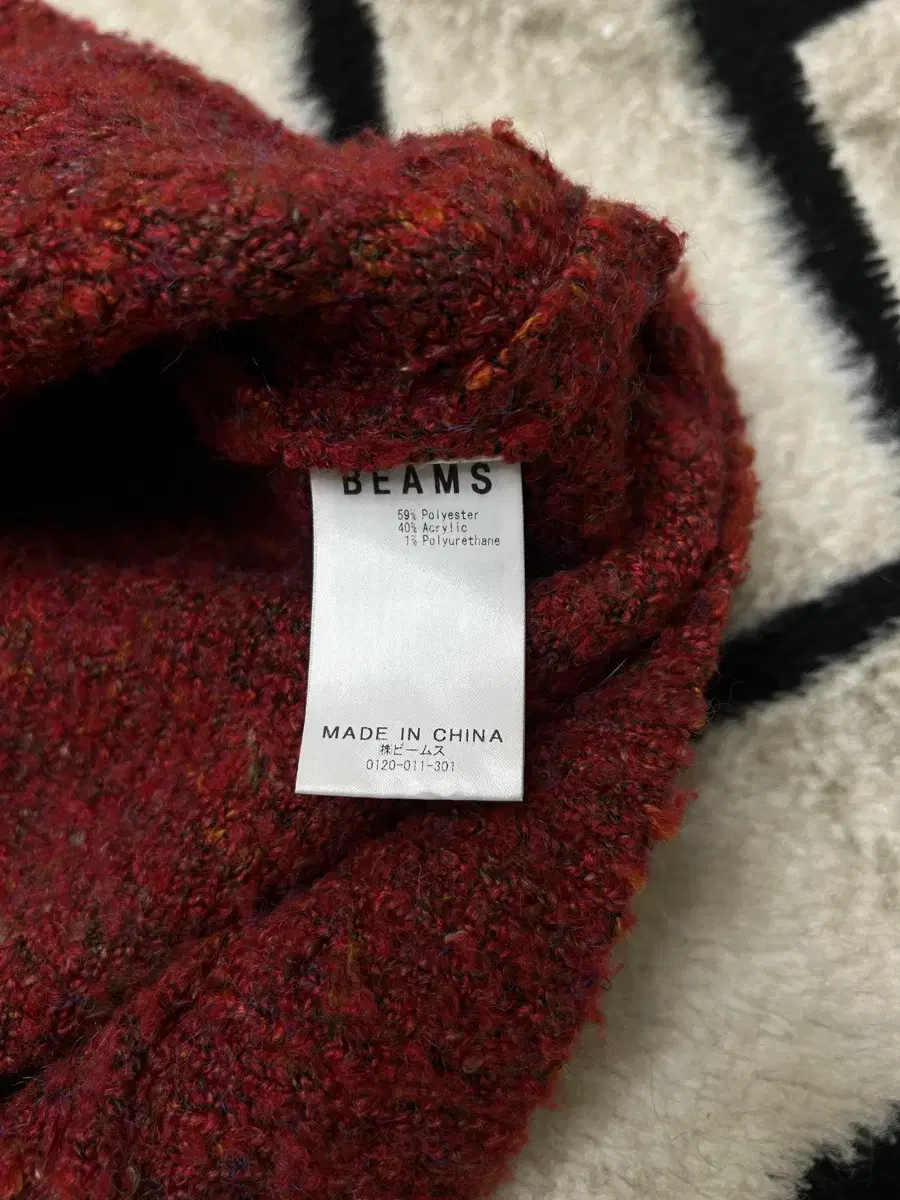 BEAMS
59% Polyester
40% Acrylic
1% Polyurethane
MADE IN CHINA
㈱ビームス
0120-011-301